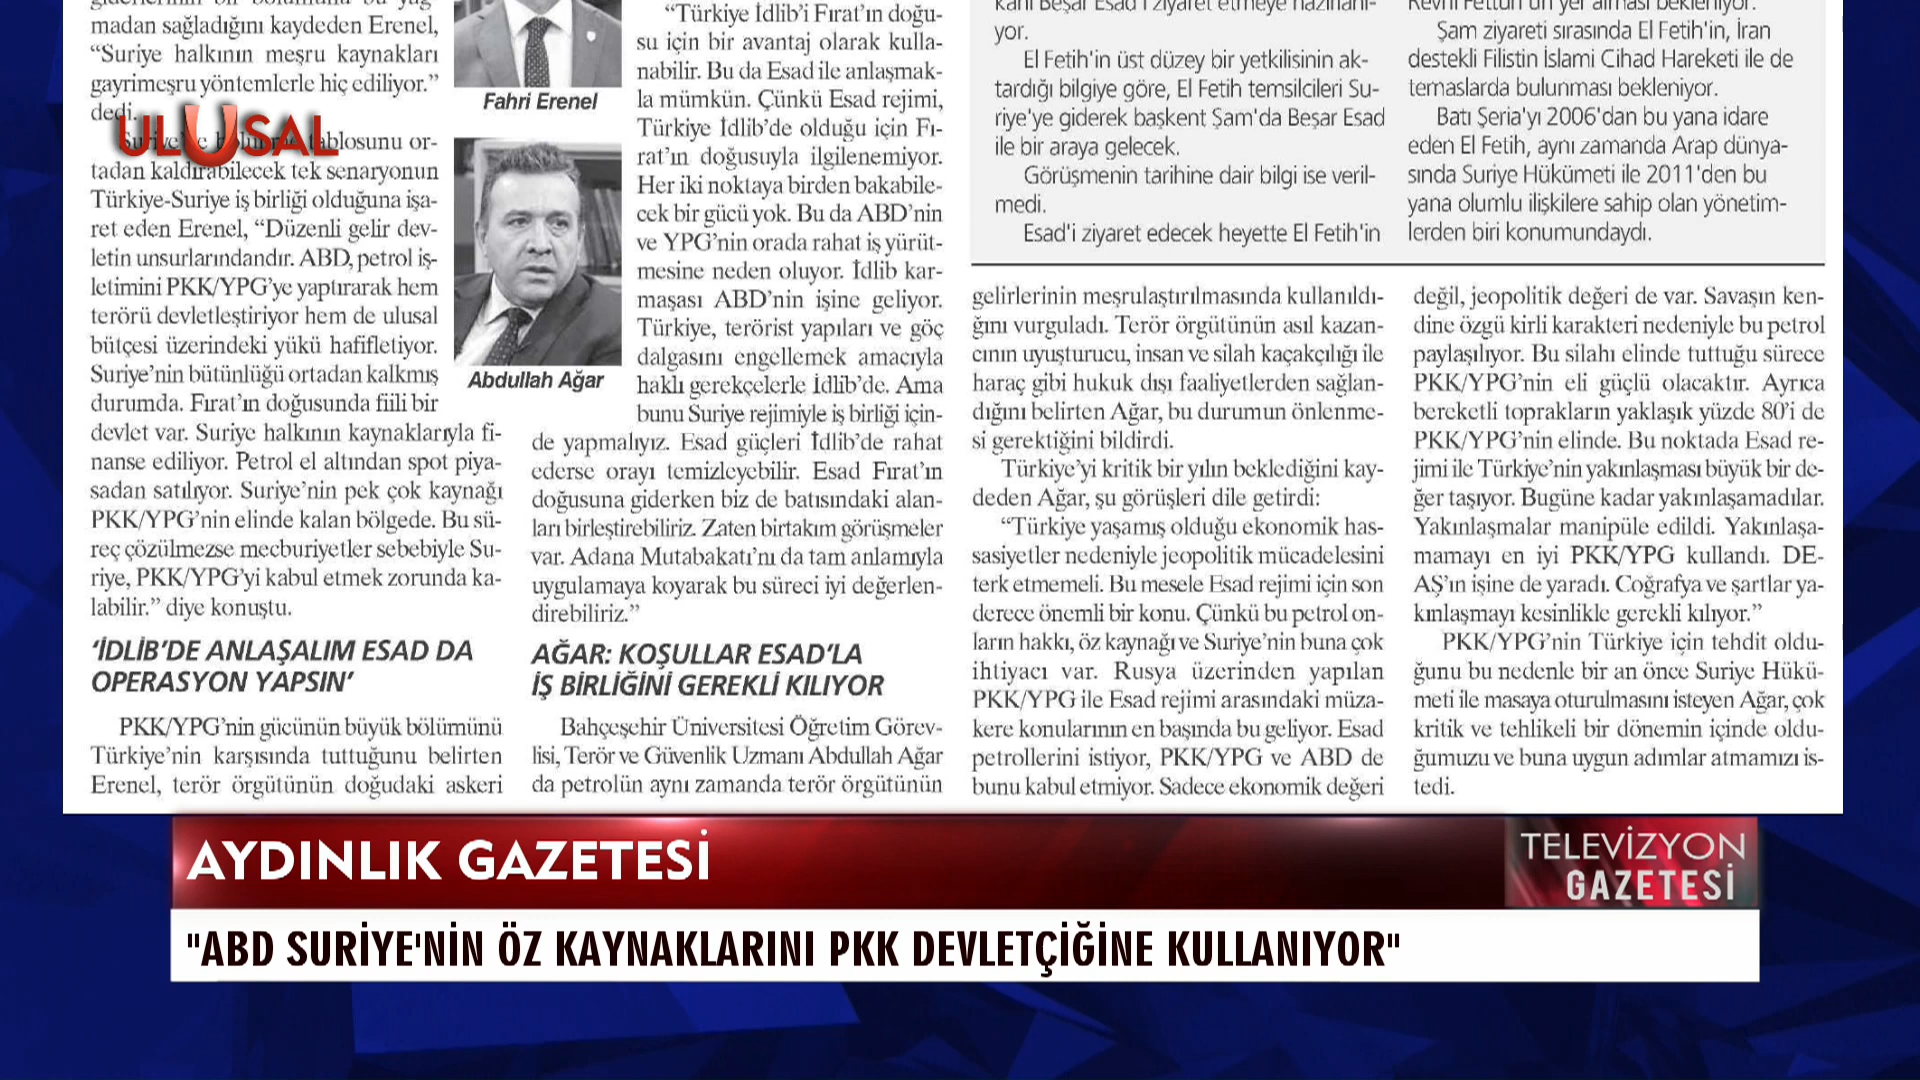 madan sağladığını kaydeden Erenel,
“Suriye halkının meşru kaynakları
gayrimeşru yöntemlerle hiç ediliyor.”
dedi.
tablosunu or-
tadan kaldırabilecek tek senaryonun
Türkiye-Suriye iş birliği olduğuna işa-
ret eden Erenel, “Düzenli gelir dev-
letin unsurlarındandır. ABD, petrol iş-
letimini PKK/YPG’ye yaptırarak hem
terörü devletleştiriyor hem de ulusal
bütçesi üzerindeki yükü hafifletiyor.
Suriye’nin bütünlüğü ortadan kalkmış
durumda. Fırat’ın doğusunda fiili bir
devlet var. Suriye halkının kaynaklarıyla fi-
nanse ediliyor. Petrol el altından spot piya-
sadan satılıyor. Suriye’nin pek çok kaynağı
PKK/YPG’nin elinde kalan bölgede. Bu sü-
reç çözülmezse mecburiyetler sebebiyle Su-
riye, PKK/YPG’yi kabul etmek zorunda ka-
labilir.” diye konuştu.
‘İDLİB’DE ANLAŞALIM ESAD DA
OPERASYON YAPSIN’
PKK/YPG’nin gücünün büyük bölümünü
Türkiye’nin karşısında tuttuğunu belirten
Erenel, terör örgütünün doğudaki askeri
Fahri Erenel
Abdullah Ağar
“Türkiye İdlib’i Fırat’ın doğu-
su için bir avantaj olarak kulla-
nabilir. Bu da Esad ile anlaşmak-
la mümkün. Çünkü Esad rejimi,
Türkiye İdlib’de olduğu için Fı-
rat’ın doğusuyla ilgilenemiyor.
Her iki noktaya birden bakabile-
cek bir gücü yok. Bu da ABD’nin
ve YPG’nin orada rahat iş yürüt-
mesine neden oluyor. İdlib kar-
maşası ABD’nin işine geliyor.
Türkiye, terörist yapıları ve göç
dalgasını engellemek amacıyla
haklı gerekçelerle İdlib’de. Ama
bunu Suriye rejimiyle iş birliği için-
de yapmalıyız. Esad güçleri İdlib’de rahat
ederse orayı temizleyebilir. Esad Fırat’ın
doğusuna giderken biz de batısındaki alan-
ları birleştirebiliriz. Zaten birtakım görüşmeler
var. Adana Mutabakatı’nı da tam anlamıyla
uygulamaya koyarak bu süreci iyi değerlen-
direbiliriz.”
AĞAR: KOŞULLAR ESAD’LA
İŞ BİRLİĞİNİ GEREKLİ KILIYOR
Bahçeşehir Üniversitesi Öğretim Görev-
lisi, Terör ve Güvenlik Uzmanı Abdullah Ağar
da petrolün aynı zamanda terör örgütünün
kanı Beşar Esad'ı ziyaret etmeye hazırlanı-
yor.
El Fetih'in üst düzey bir yetkilisinin ak-
tardığı bilgiye göre, El Fetih temsilcileri Su-
riye'ye giderek başkent Şam'da Beşar Esad
ile bir araya gelecek.
Görüşmenin tarihine dair bilgi ise veril-
medi.
Esad'i ziyaret edecek heyette El Fetih'in
yer alması bekleniyor.
Şam ziyareti sırasında El Fetih'in, İran
destekli Filistin İslami Cihad Hareketi ile de
temaslarda bulunması bekleniyor.
Batı Şeria'yı 2006'dan bu yana idare
eden El Fetih, aynı zamanda Arap dünya-
sında Suriye Hükümeti ile 2011'den bu
yana olumlu ilişkilere sahip olan yönetim-
lerden biri konumundaydı.
gelirlerinin meşrulaştırılmasında kullanıldı-
ğını vurguladı. Terör örgütünün asıl kazan-
cının uyuşturucu, insan ve silah kaçakçılığı ile
haraç gibi hukuk dışı faaliyetlerden sağlan-
dığını belirten Ağar, bu durumun önlenme-
si gerektiğini bildirdi.
Türkiye’yi kritik bir yılın beklediğini kay-
deden Ağar, şu görüşleri dile getirdi:
“Türkiye yaşamış olduğu ekonomik has-
sasiyetler nedeniyle jeopolitik mücadelesini
terk etmemeli. Bu mesele Esad rejimi için son
derece önemli bir konu. Çünkü bu petrol on-
ların hakkı, öz kaynağı ve Suriye’nin buna çok
ihtiyacı var. Rusya üzerinden yapılan
PKK/YPG ile Esad rejimi arasındaki müza-
kere konularının en başında bu geliyor. Esad
petrollerini istiyor, PKK/YPG ve ABD de
bunu kabul etmiyor. Sadece ekonomik değeri
değil, jeopolitik değeri de var. Savaşın ken-
dine özgü kirli karakteri nedeniyle bu petrol
paylaşılıyor. Bu silahı elinde tuttuğu sürece
PKK/YPG’nin eli güçlü olacaktır. Ayrıca
bereketli toprakların yaklaşık yüzde 80’i de
PKK/YPG’nin elinde. Bu noktada Esad re-
jimi ile Türkiye’nin yakınlaşması büyük bir de-
ğer taşıyor. Bugüne kadar yakınlaşamadılar.
Yakınlaşmalar manipüle edildi. Yakınlaşa-
mamayı en iyi PKK/YPG kullandı. DE-
AŞ’ın işine de yaradı. Coğrafya ve şartlar ya-
kınlaşmayı kesinlikle gerekli kılıyor.”
PKK/YPG’nin Türkiye için tehdit oldu-
ğunu bu nedenle bir an önce Suriye Hükü-
meti ile masaya oturulmasını isteyen Ağar, çok
kritik ve tehlikeli bir dönemin içinde oldu-
ğumuzu ve buna uygun adımlar atmamızı is-
tedi.
ULUSAL
AYDINLIK GAZETESİ
TELEVİZYON
GAZETESİ
"ABD SURİYE'NİN ÖZ KAYNAKLARINI PKK DEVLETÇİĞİNE KULLANIYOR"